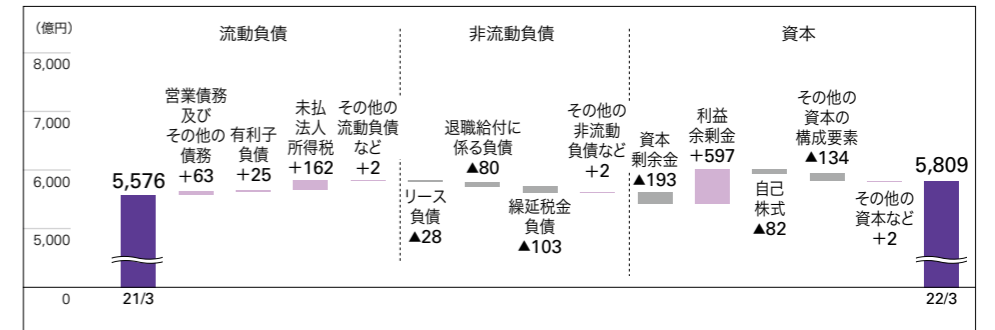 （億円）
流動負債
非流動負債
資本
8,000
7,000
6,000
5,000
0
5,576
21/3
営業債務
及び
その他の
債務
+63
有利子
負債
+25
未払
法人
所得税
+162
その他の
流動負債
など
+2
リース
負債
▲28
退職給付に
係る負債
▲80
繰延税金
負債
▲103
その他の
非流動
負債など
+2
資本
剰余金
▲193
利益
余剰金
+597
自己
株式
▲82
その他の
資本の
構成要素
▲134
その他の
資本など
+2
5,809
22/3